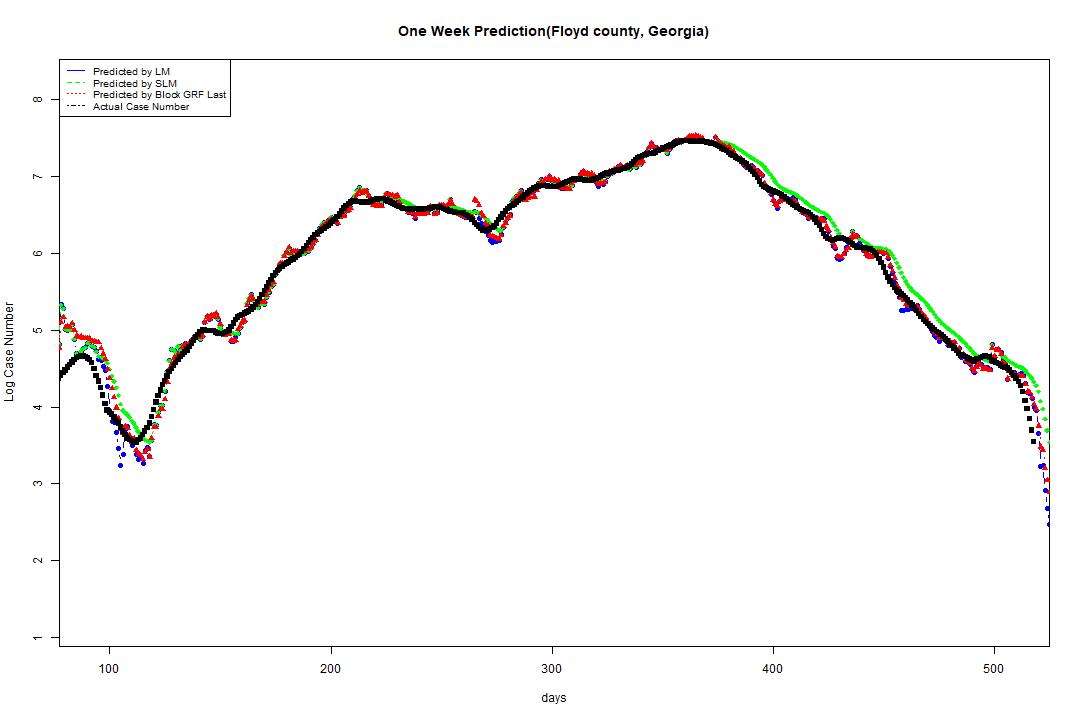 One Week Prediction(Floyd county, Georgia)
Predicted by LM
Predicted by SLM
Predicted by Block GRF Last
Actual Case Number
Log Case Number
8
7
6
5
4
3
2
1
100 200 300 400 500
days